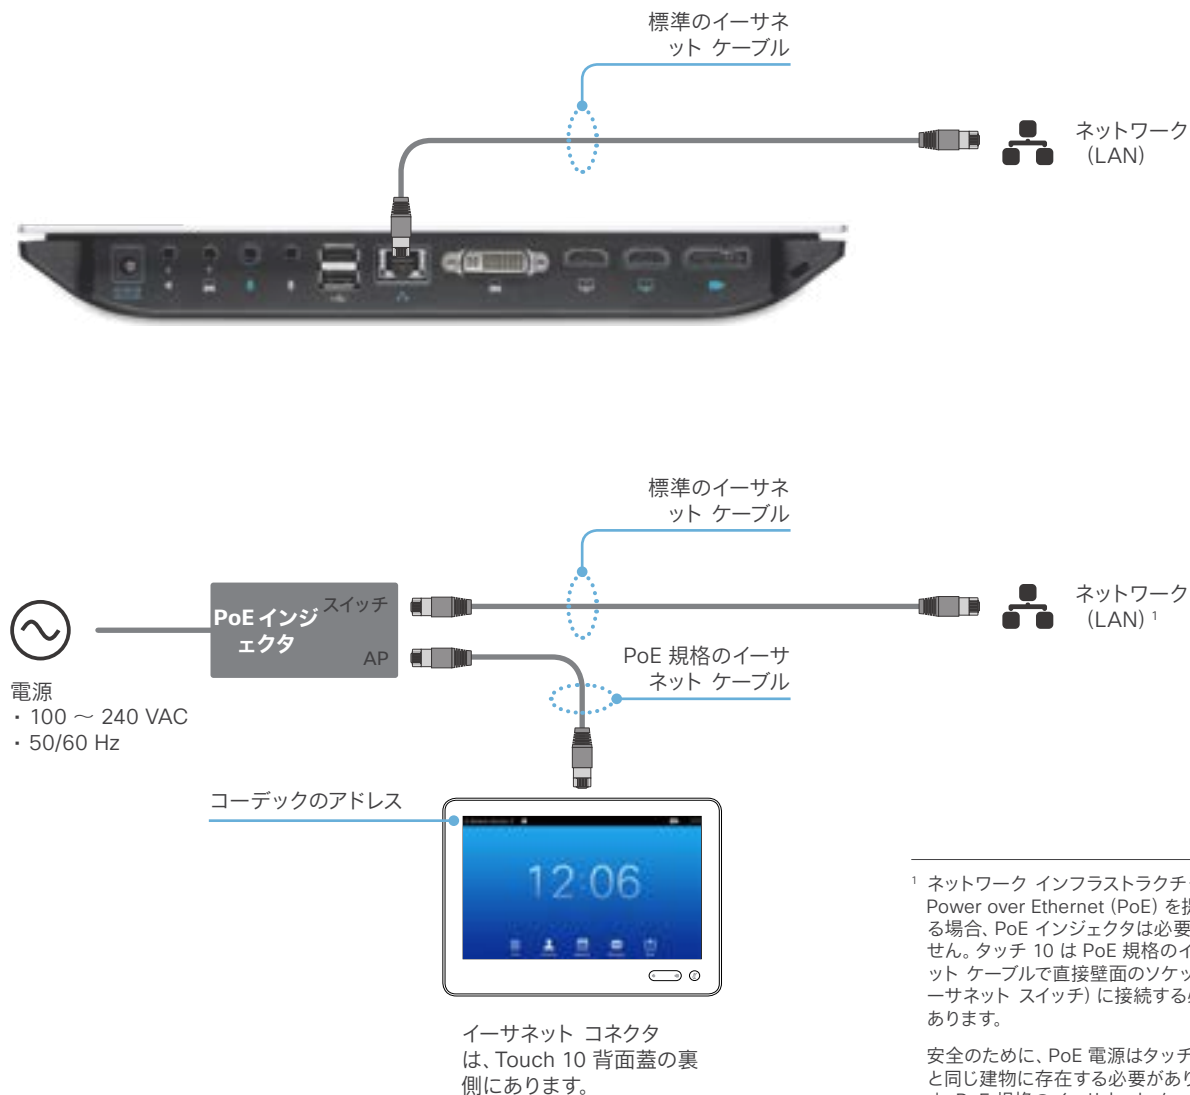 標準のイーサネ
ット ケーブル
ネットワーク
(LAN)
標準のイーサネ
ット ケーブル
PoE インジ
ェクタ
スイッチ
AP
ネットワーク
(LAN) 1
PoE 規格のイーサ
ネット ケーブル
電源
・100 ～ 240 VAC
・50/60 Hz
コーデックのアドレス
12:06
イーサネット コネクタ
は、Touch 10 背面蓋の裏
側にあります。
1 ネットワーク インフラストラクチ
Power over Ethernet (PoE) を
る場合、PoE インジェクタは必要
せん。タッチ 10 は PoE 規格のイ
ット ケーブルで直接壁面のソケッ
ーサネット スイッチ) に接続する
あります。
安全のために、PoE 電源はタッチ
と同じ建物に存在する必要があり